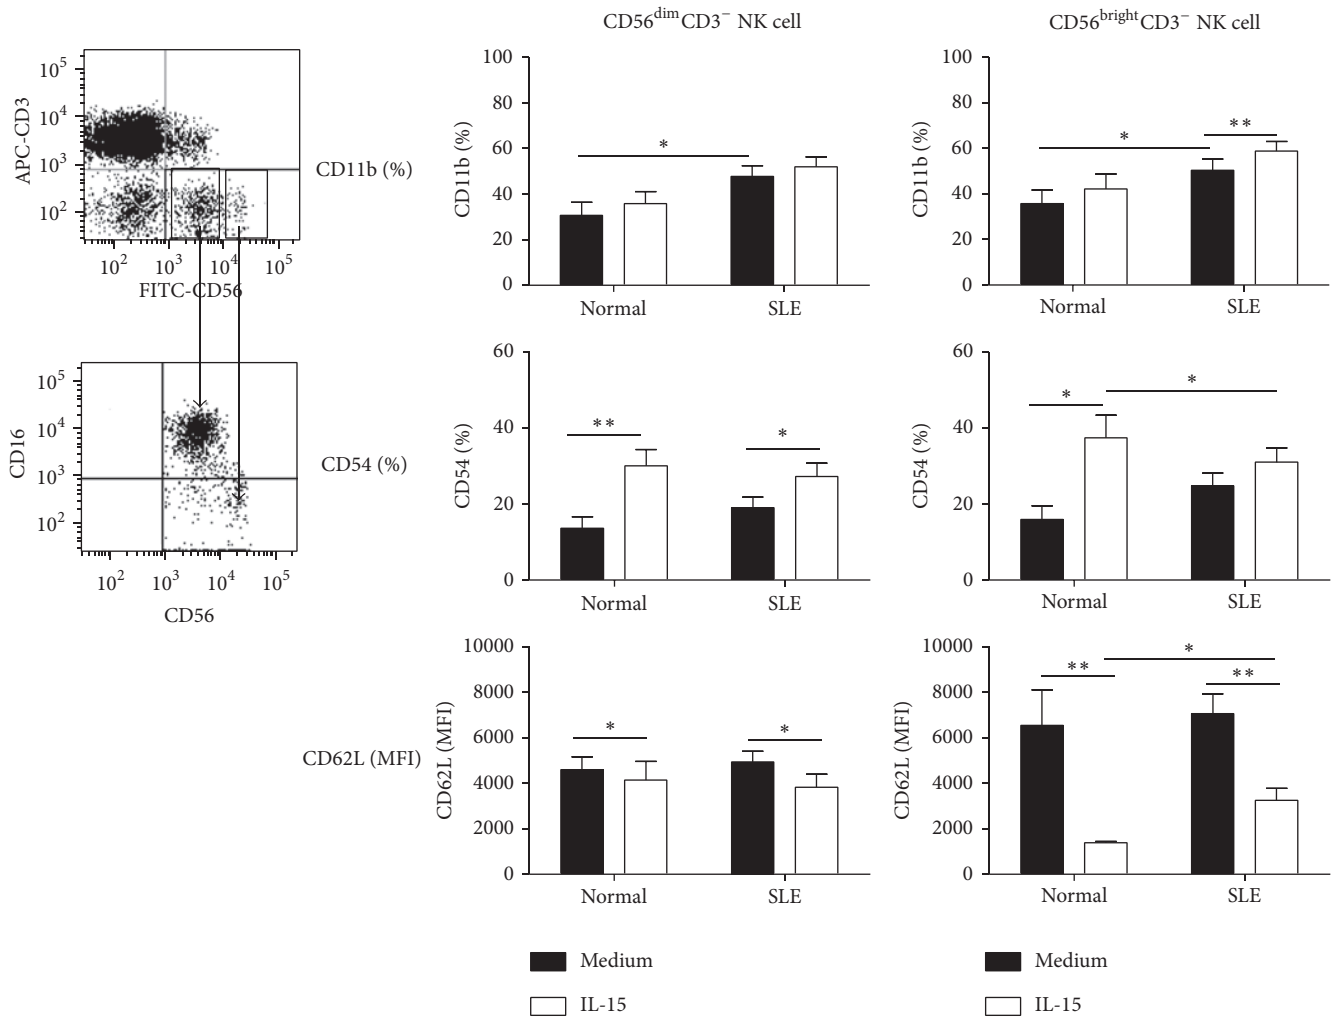 CD56dimCD3− NK cell
CD56brightCD3− NK cell
APC-CD3
10^5
10^4
10^3
10^2
10^2 10^3 10^4 10^5
FITC-CD56
CD11b (%)
CD11b (%)
100
80
60
40
20
0
*
Normal SLE
CD11b (%)
100
80
60
40
20
0
*
**
Normal SLE
CD16
10^5
10^4
10^3
10^2
10^2 10^3 10^4 10^5
CD56
CD54 (%)
CD54 (%)
60
40
20
0
**
*
Normal SLE
CD54 (%)
60
40
20
0
*
*
Normal SLE
CD62L (MFI)
CD62L (MFI)
10000
8000
6000
4000
2000
0
*
*
Normal SLE
CD62L (MFI)
10000
8000
6000
4000
2000
0
**
*
**
Normal SLE
Medium
IL-15
Medium
IL-15